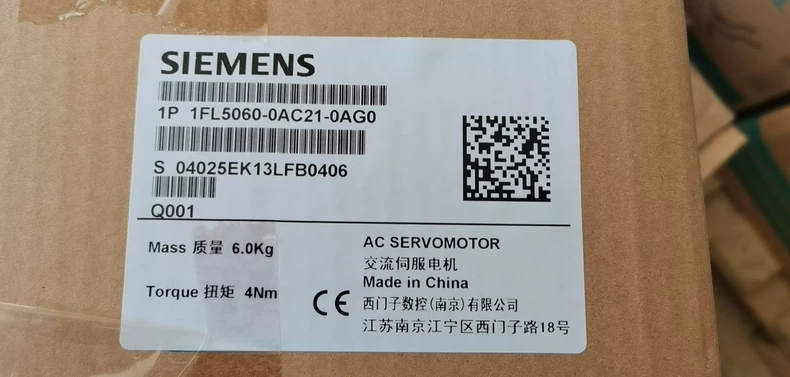 SIEMENS
1P 1FL5060-0AC21-0AG0
S 04025EK13LFB0406
Q001
Mass 质量 6.0Kg
Torque 扭矩 4Nm
AC SERVOMOTOR
交流伺服电机
Made in China
西门子数控(南京)有限公司
江苏南京江宁区西门子路18号
CE